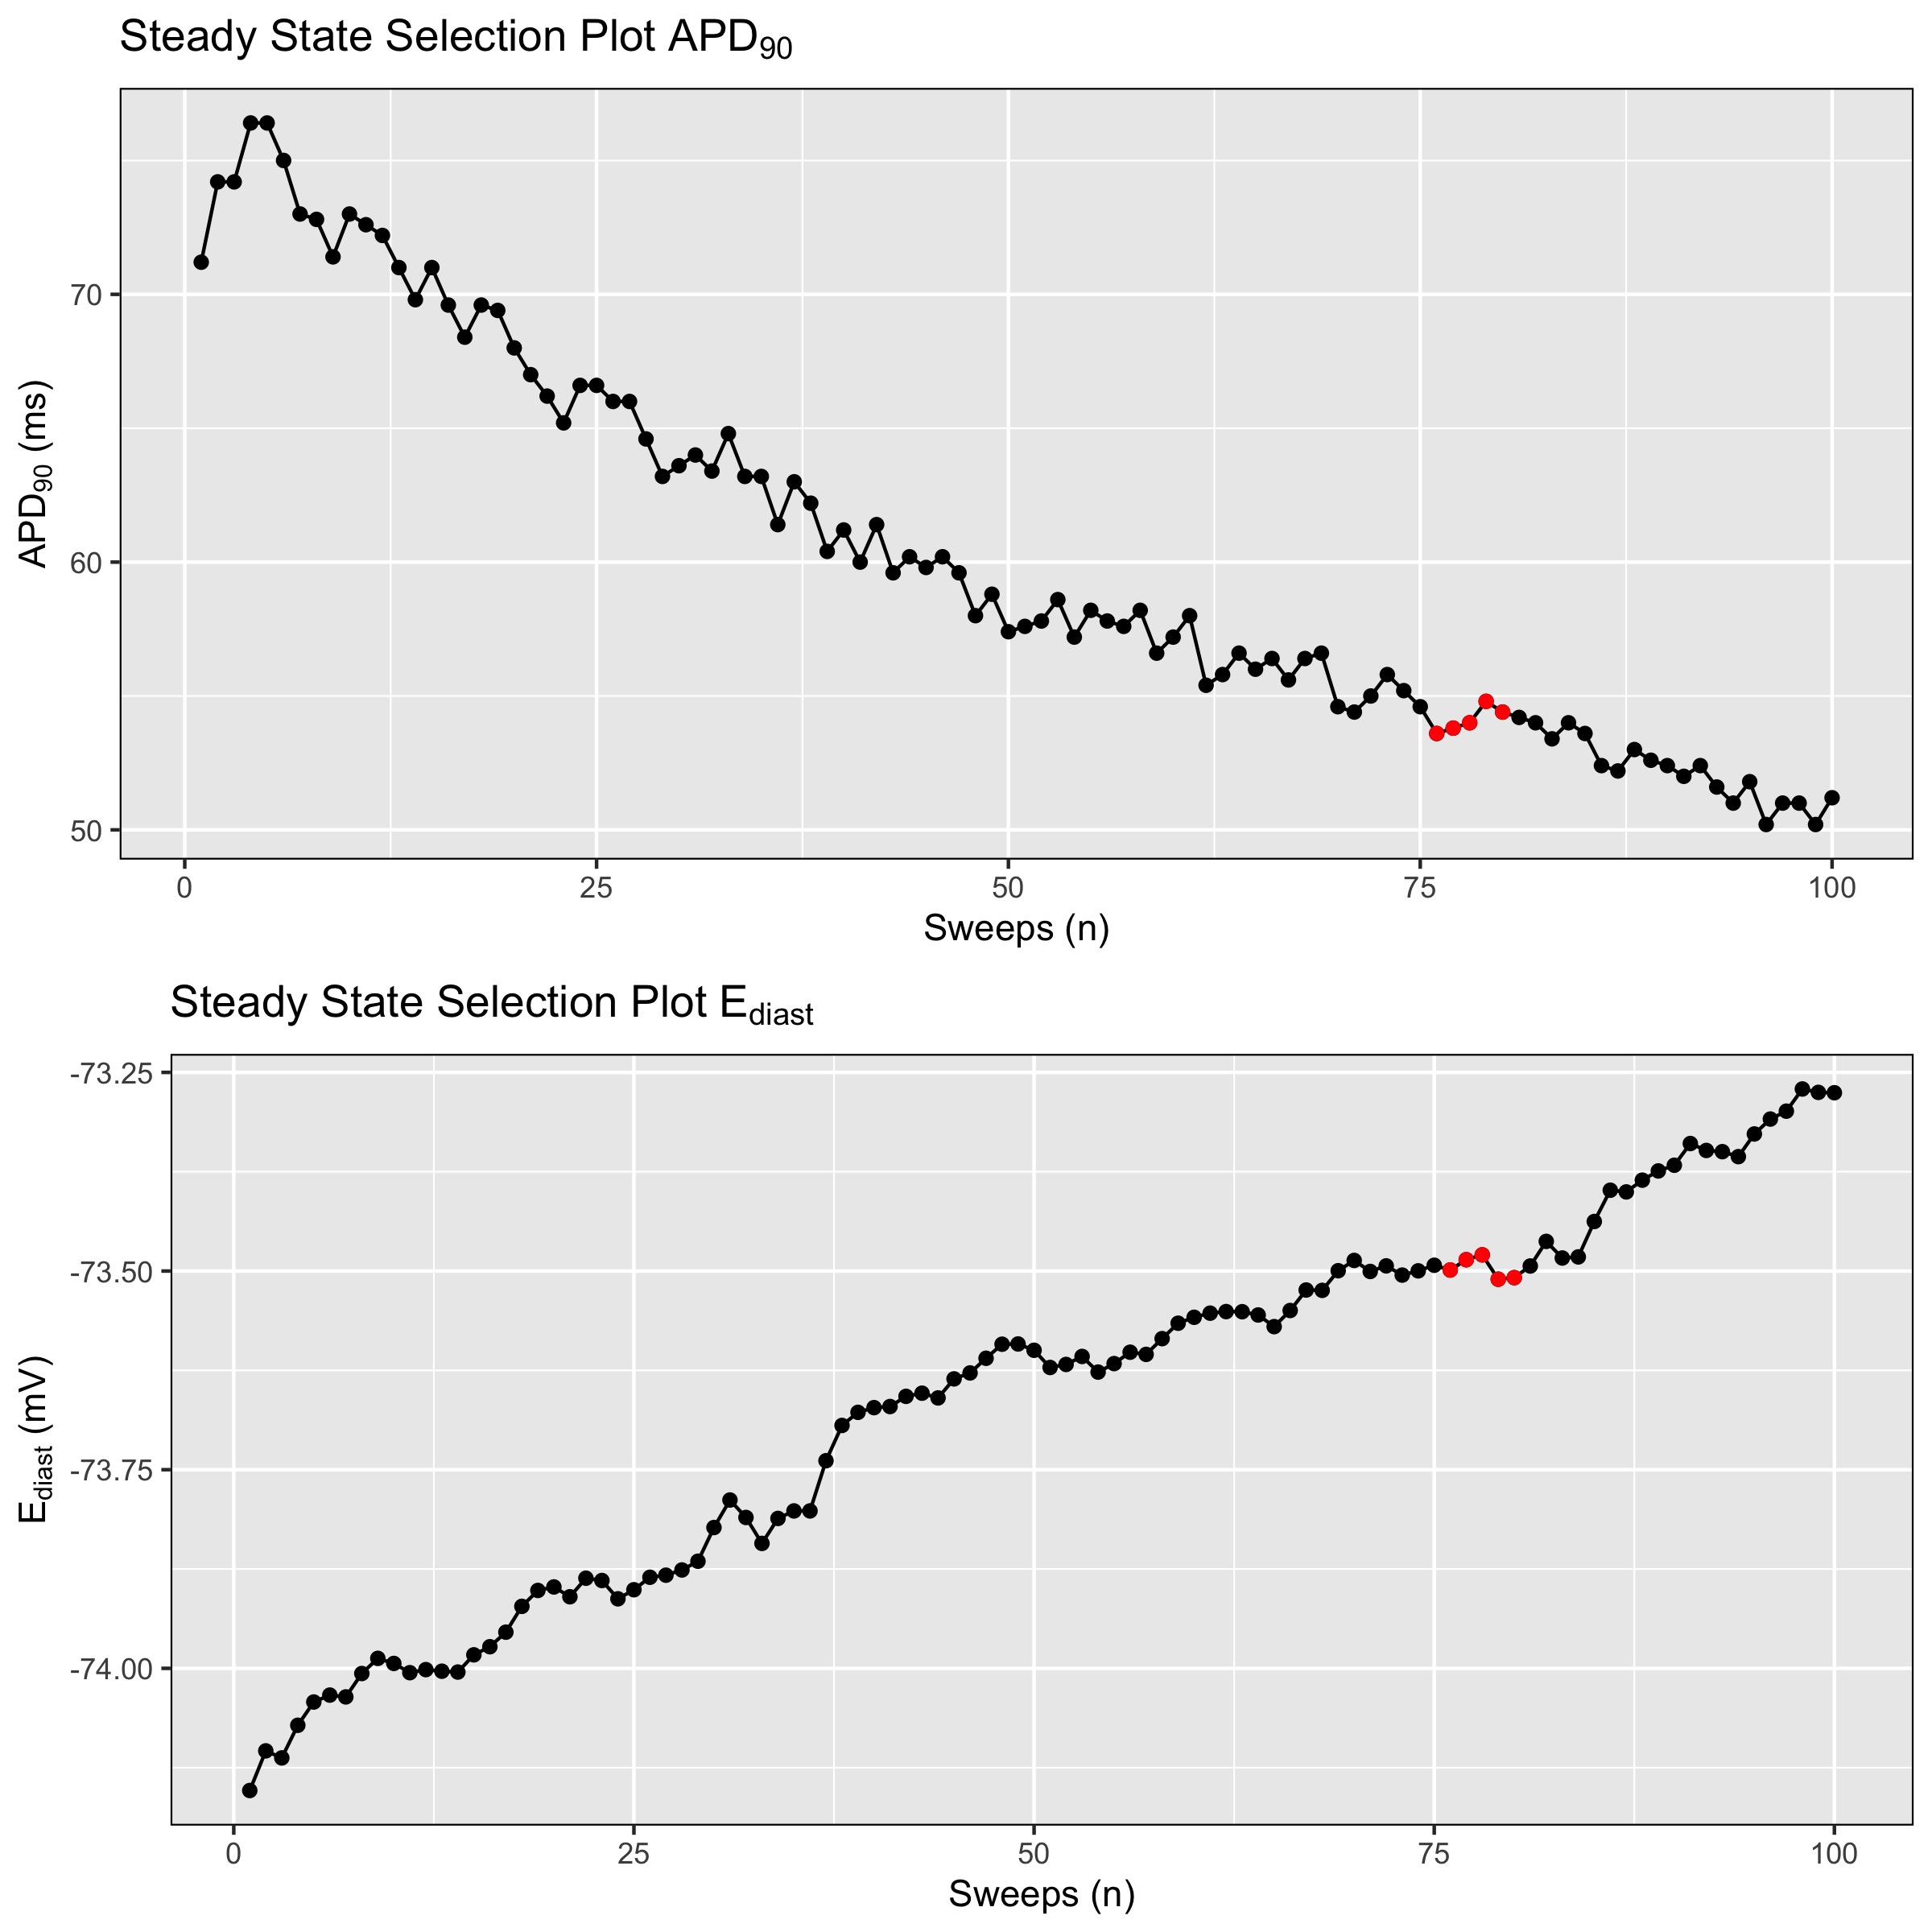 Steady State Selection Plot APD90
70
60
50
APD90 (ms)
0 25 50 75 100
Sweeps (n)
Steady State Selection Plot Ediast
-73.25
-73.50
-73.75
-74.00
Ediast (mV)
0 25 50 75 100
Sweeps (n)